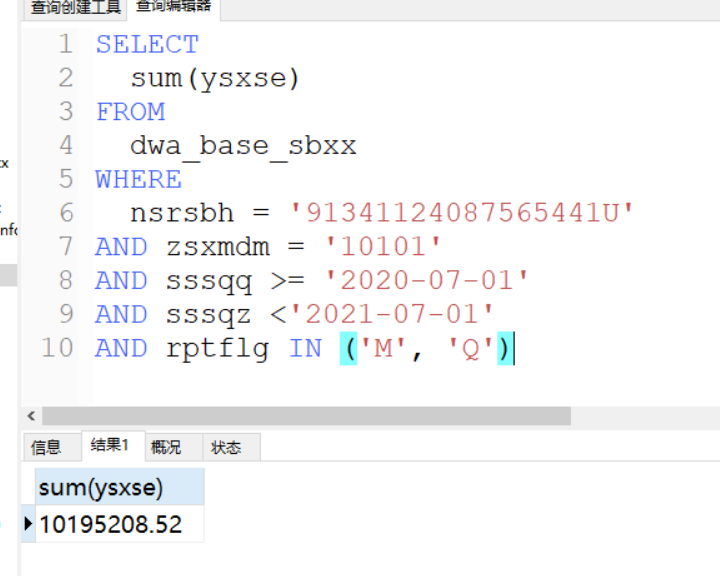 查询创建工具 查询编辑器
1 SELECT
2 sum(ysxse)
3 FROM
4 dwa_base_sbxx
5 WHERE
6 nsrsbh = '91341124087565441U'
7 AND zsxmdm = '10101'
8 AND sssqq >= '2020-07-01'
9 AND sssqz <'2021-07-01'
10 AND rptflg IN ('M', 'Q')
信息 结果1 概况 状态
sum(ysxse)
10195208.52